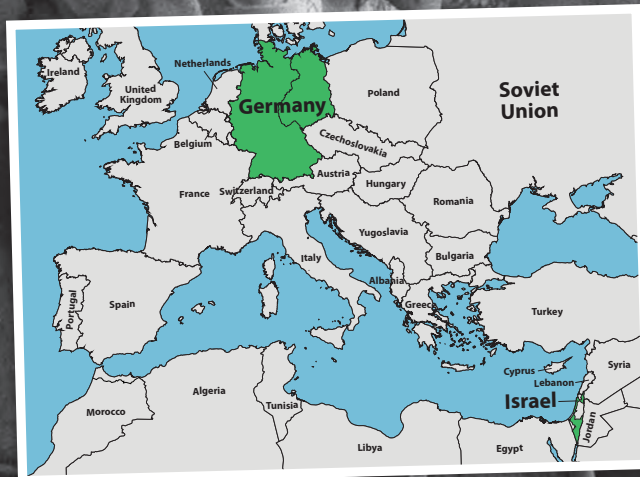 Ireland
United
Kingdom
Netherlands
Belgium
Germany
Poland
Soviet
Union
Czechoslovakia
France
Switzerland
Austria
Hungary
Romania
Yugoslavia
Italy
Bulgaria
Albania
Greece
Portugal
Spain
Turkey
Cyprus
Syria
Lebanon
Israel
Jordan
Morocco
Algeria
Tunisia
Libya
Egypt